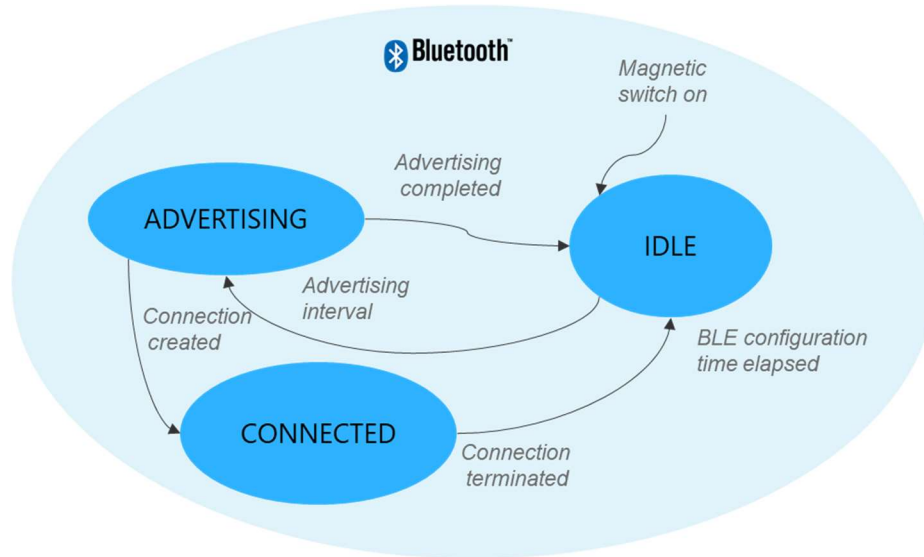 Bluetooth™
Magnetic
switch on
Advertising
completed
ADVERTISING
IDLE
Advertising
interval
Connection
created
BLE configuration
time elapsed
CONNECTED
Connection
terminated